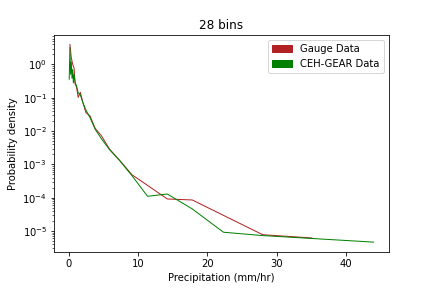 28 bins
Gauge Data
CEH-GEAR Data
Probability density
10⁰
10⁻¹
10⁻²
10⁻³
10⁻⁴
10⁻⁵
0 10 20 30 40
Precipitation (mm/hr)